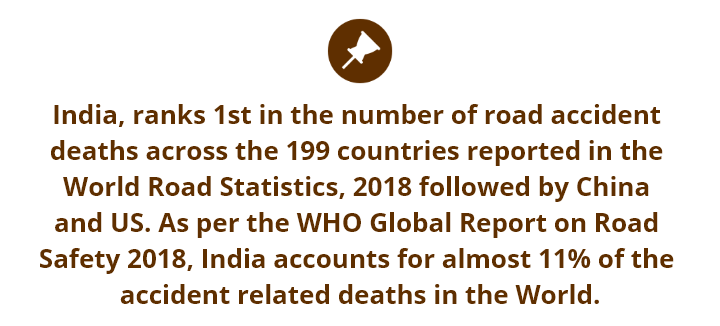 India, ranks 1st in the number of road accident
deaths across the 199 countries reported in the
World Road Statistics, 2018 followed by China
and US. As per the WHO Global Report on Road
Safety 2018, India accounts for almost 11% of the
accident related deaths in the World.